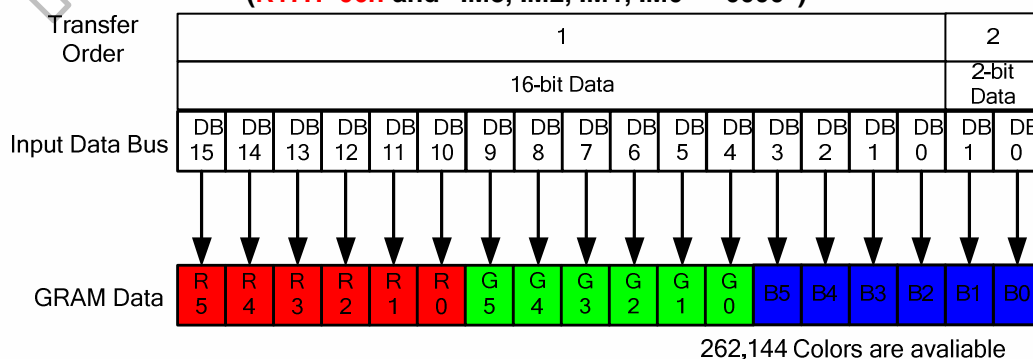 Transfer Order 1 2
16-bit Data 2-bit Data
Input Data Bus DB 15 DB 14 DB 13 DB 12 DB 11 DB 10 DB 9 DB 8 DB 7 DB 6 DB 5 DB 4 DB 3 DB 2 DB 1 DB 0 DB 1 DB 0
GRAM Data R 5 R 4 R 3 R 2 R 1 R 0 G 5 G 4 G 3 G 2 G 1 G 0 B5 B4 B3 B2 B1 B0
262,144 Colors are avaliable